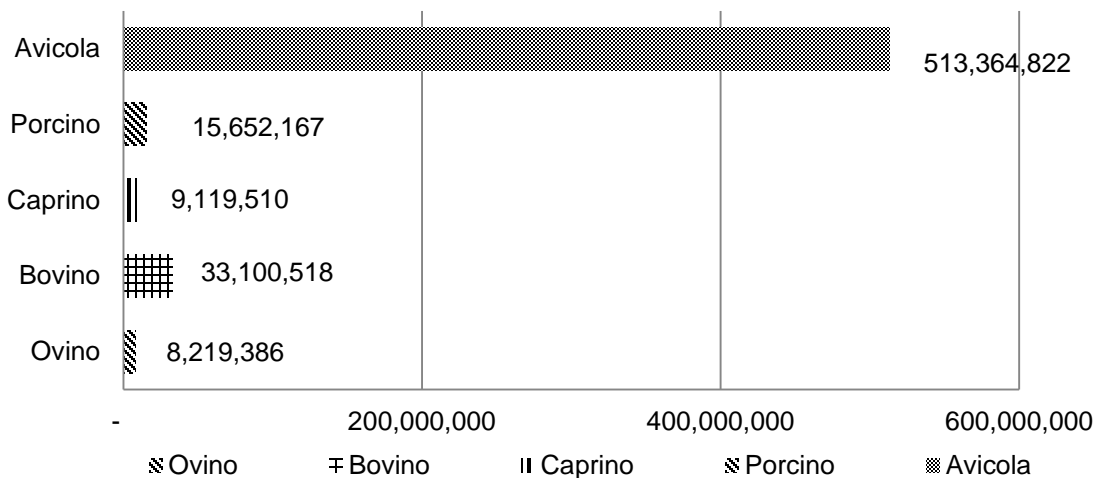 Avicola
513,364,822
Porcino
15,652,167
Caprino
9,119,510
Bovino
33,100,518
Ovino
8,219,386
- 200,000,000 400,000,000 600,000,000
Ovino Bovino Caprino Porcino Avicola